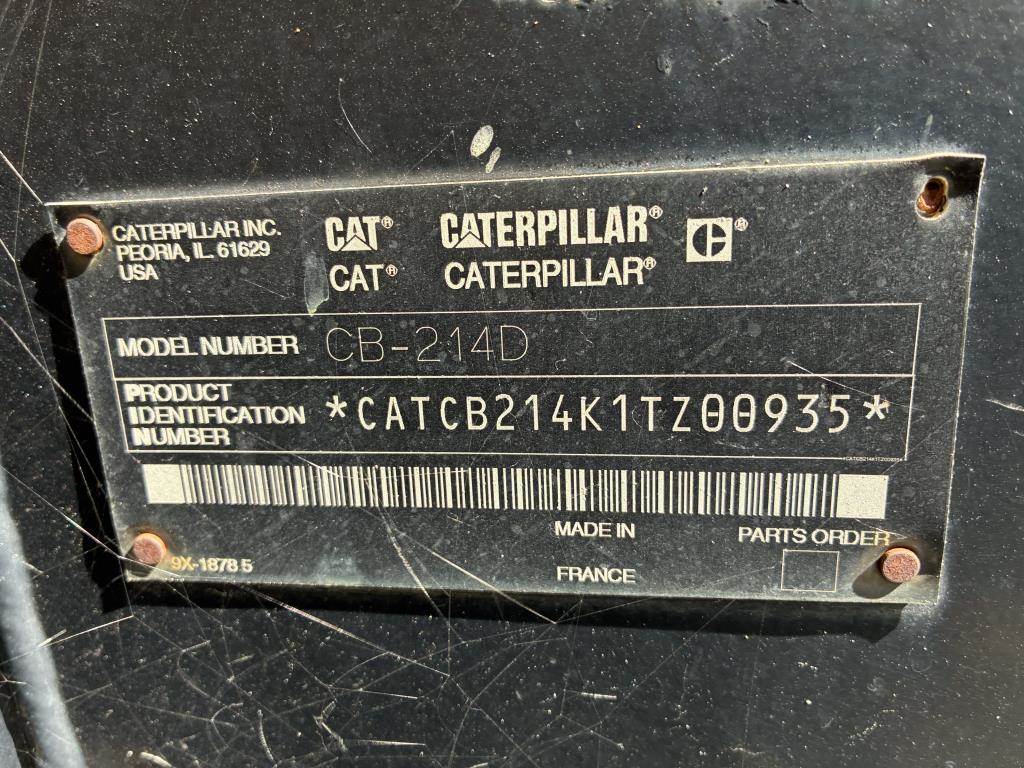 CATERPILLAR INC.
PEORIA, IL. 61629
USA
CAT® CATERPILLAR® C®
CAT® CATERPILLAR®
MODEL NUMBER CB-214D
PRODUCT
IDENTIFICATION
NUMBER
*CATCB214K1TZ00935*
*CATCB214K1TZ00935*
MADE IN
FRANCE
PARTS ORDER
9X-1878 5